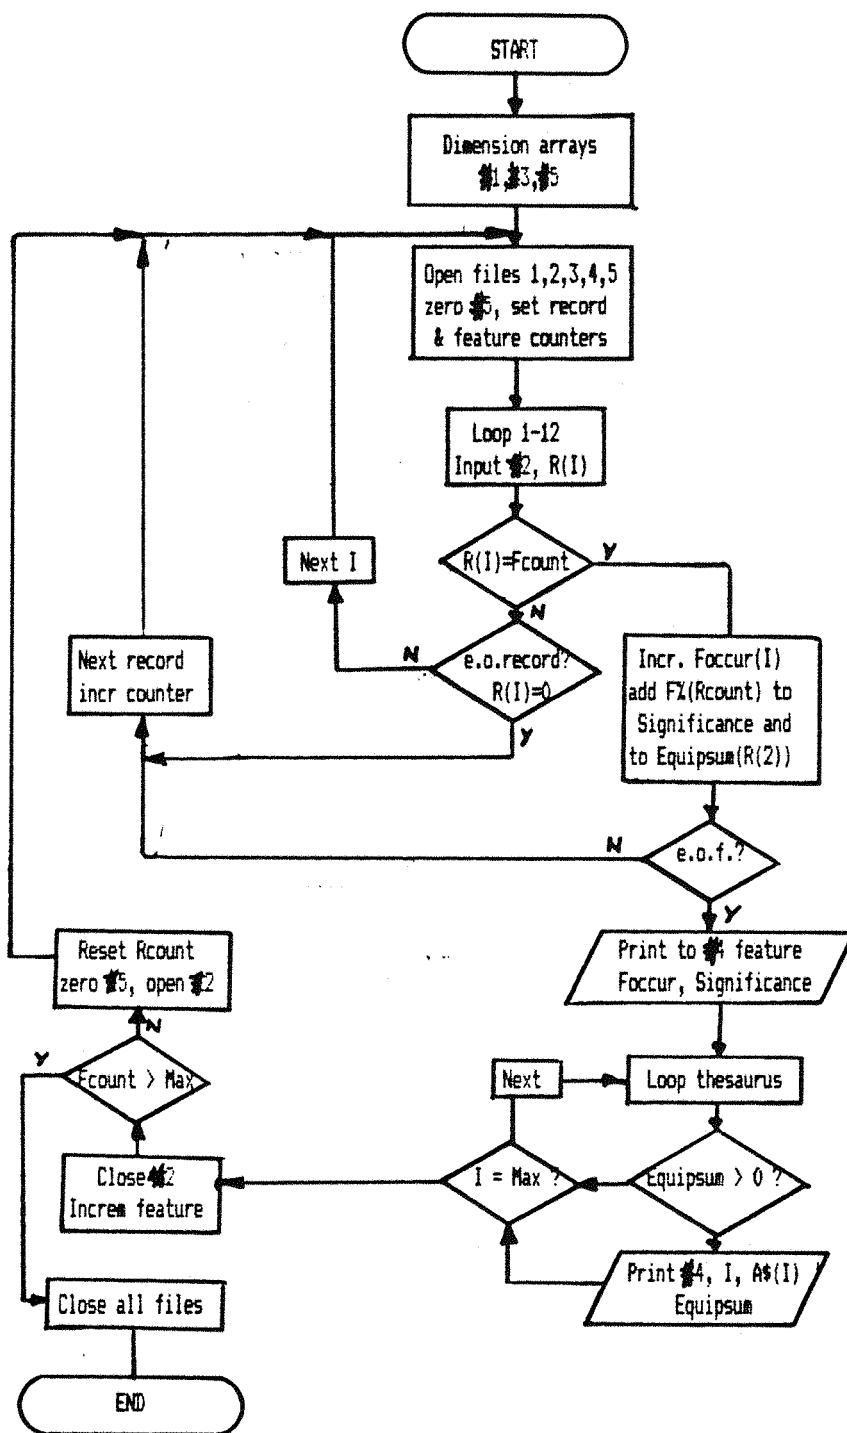 START
Dimension arrays
#1,#3,#5
Open files 1,2,3,4,5
zero #5, set record
& feature counters
Loop 1-12
Input #2, R(I)
R(I)=Fcount
Y
N
Next I
e.o.record?
R(I)=0
N
Y
Next record
incr counter
Incr. Foccur(I)
add F%(Rcount) to
Significance and
to Equipsum(R(2))
e.o.f.?
N
Y
Print to #4 feature
Foccur, Significance
Reset Rcount
zero #5, open #2
N
Y
Fcount > Max
Next
Loop thesaurus
Close #2
Increm feature
I = Max ?
Equipsum > 0 ?
Print #4, I, A$(I)
Equipsum
Close all files
END